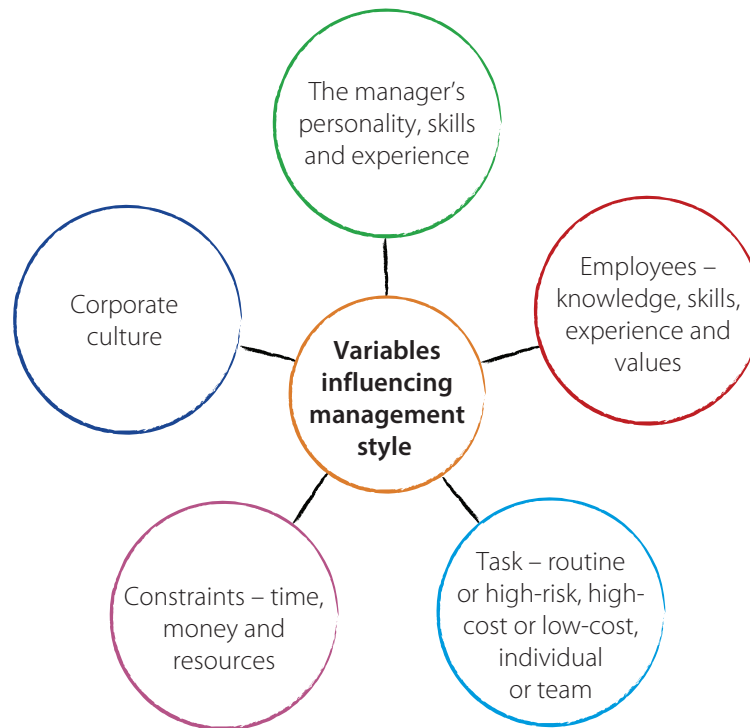 The manager's
personality, skills
and experience
Corporate
culture
Employees –
knowledge, skills,
experience and
values
Variables
influencing
management
style
Constraints – time,
money and
resources
Task – routine
or high-risk, high-
cost or low-cost,
individual
or team